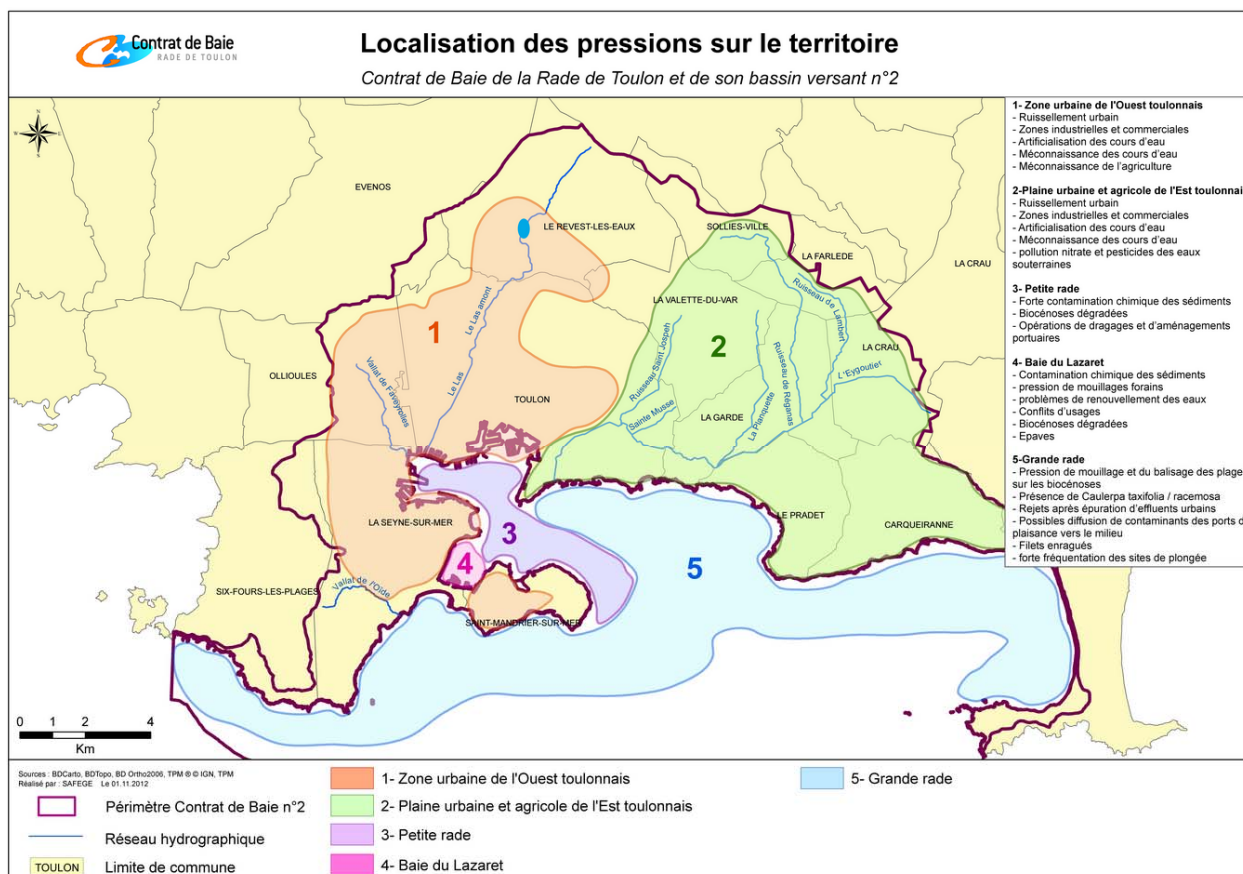 Contrat de Baie
RADE DE TOULON
Localisation des pressions sur le territoire
Contrat de Baie de la Rade de Toulon et de son bassin versant n°2
1- Zone urbaine de l'Ouest toulonnais
- Ruissellement urbain
- Zones industrielles et commerciales
- Artificialisation des cours d'eau
- Méconnaissance des cours d'eau
- Méconnaissance de l'agriculture
2-Plaine urbaine et agricole de l'Est toulonnai
- Ruissellement urbain
- Zones industrielles et commerciales
- Artificialisation des cours d'eau
- Méconnaissance des cours d'eau
- pollution nitrate et pesticides des eaux
souterraines
3- Petite rade
- Forte contamination chimique des sédiments
- Biocénoses dégradées
- Opérations de dragages et d'aménagements
portuaires
4- Baie du Lazaret
- Contamination chimique des sédiments
- pression de mouillages forains
- problèmes de renouvellement des eaux
- Conflits d'usages
- Biocénoses dégradées
- Epaves
5-Grande rade
- Pression de mouillage et du balisage des plage
sur les biocénoses
- Présence de Caulerpa taxifolia / racemosa
- Rejets après épuration d'effluents urbains
- Possibles diffusion de contaminants des ports d
plaisance vers le milieu
- Filets enragués
- forte fréquentation des sites de plongée
N
EVENOS
LE REVEST-LES-EAUX
SOLLIES-VILLE
LA FARLEDE
LA CRAU
Ruisseau de Lambert
LA VALETTE-DU-VAR
Le Las amont
1
2
Ruisseau Saint Jospeh
Ruisseau de Réganas
LA CRAU
OLLIOULES
Vallat de Faveyrolles
Le Las
L'Eygoutier
TOULON
Sainte Musse
LA GARDE
La Planquette
LA SEYNE-SUR-MER
3
LE PRADET
CARQUEIRANNE
4
5
SIX-FOURS-LES-PLAGES
Vallat de l'Oïde
SAINT-MANDRIER-SUR-MER
0 1 2 4
Km
Sources : BDCarto, BDTopo, BD Ortho2006, TPM ® © IGN, TPM
Réalisé par : SAFEGE Le 01.11.2012
Périmètre Contrat de Baie n°2
Réseau hydrographique
TOULON Limite de commune
1- Zone urbaine de l'Ouest toulonnais
2- Plaine urbaine et agricole de l'Est toulonnais
3- Petite rade
4- Baie du Lazaret
5- Grande rade